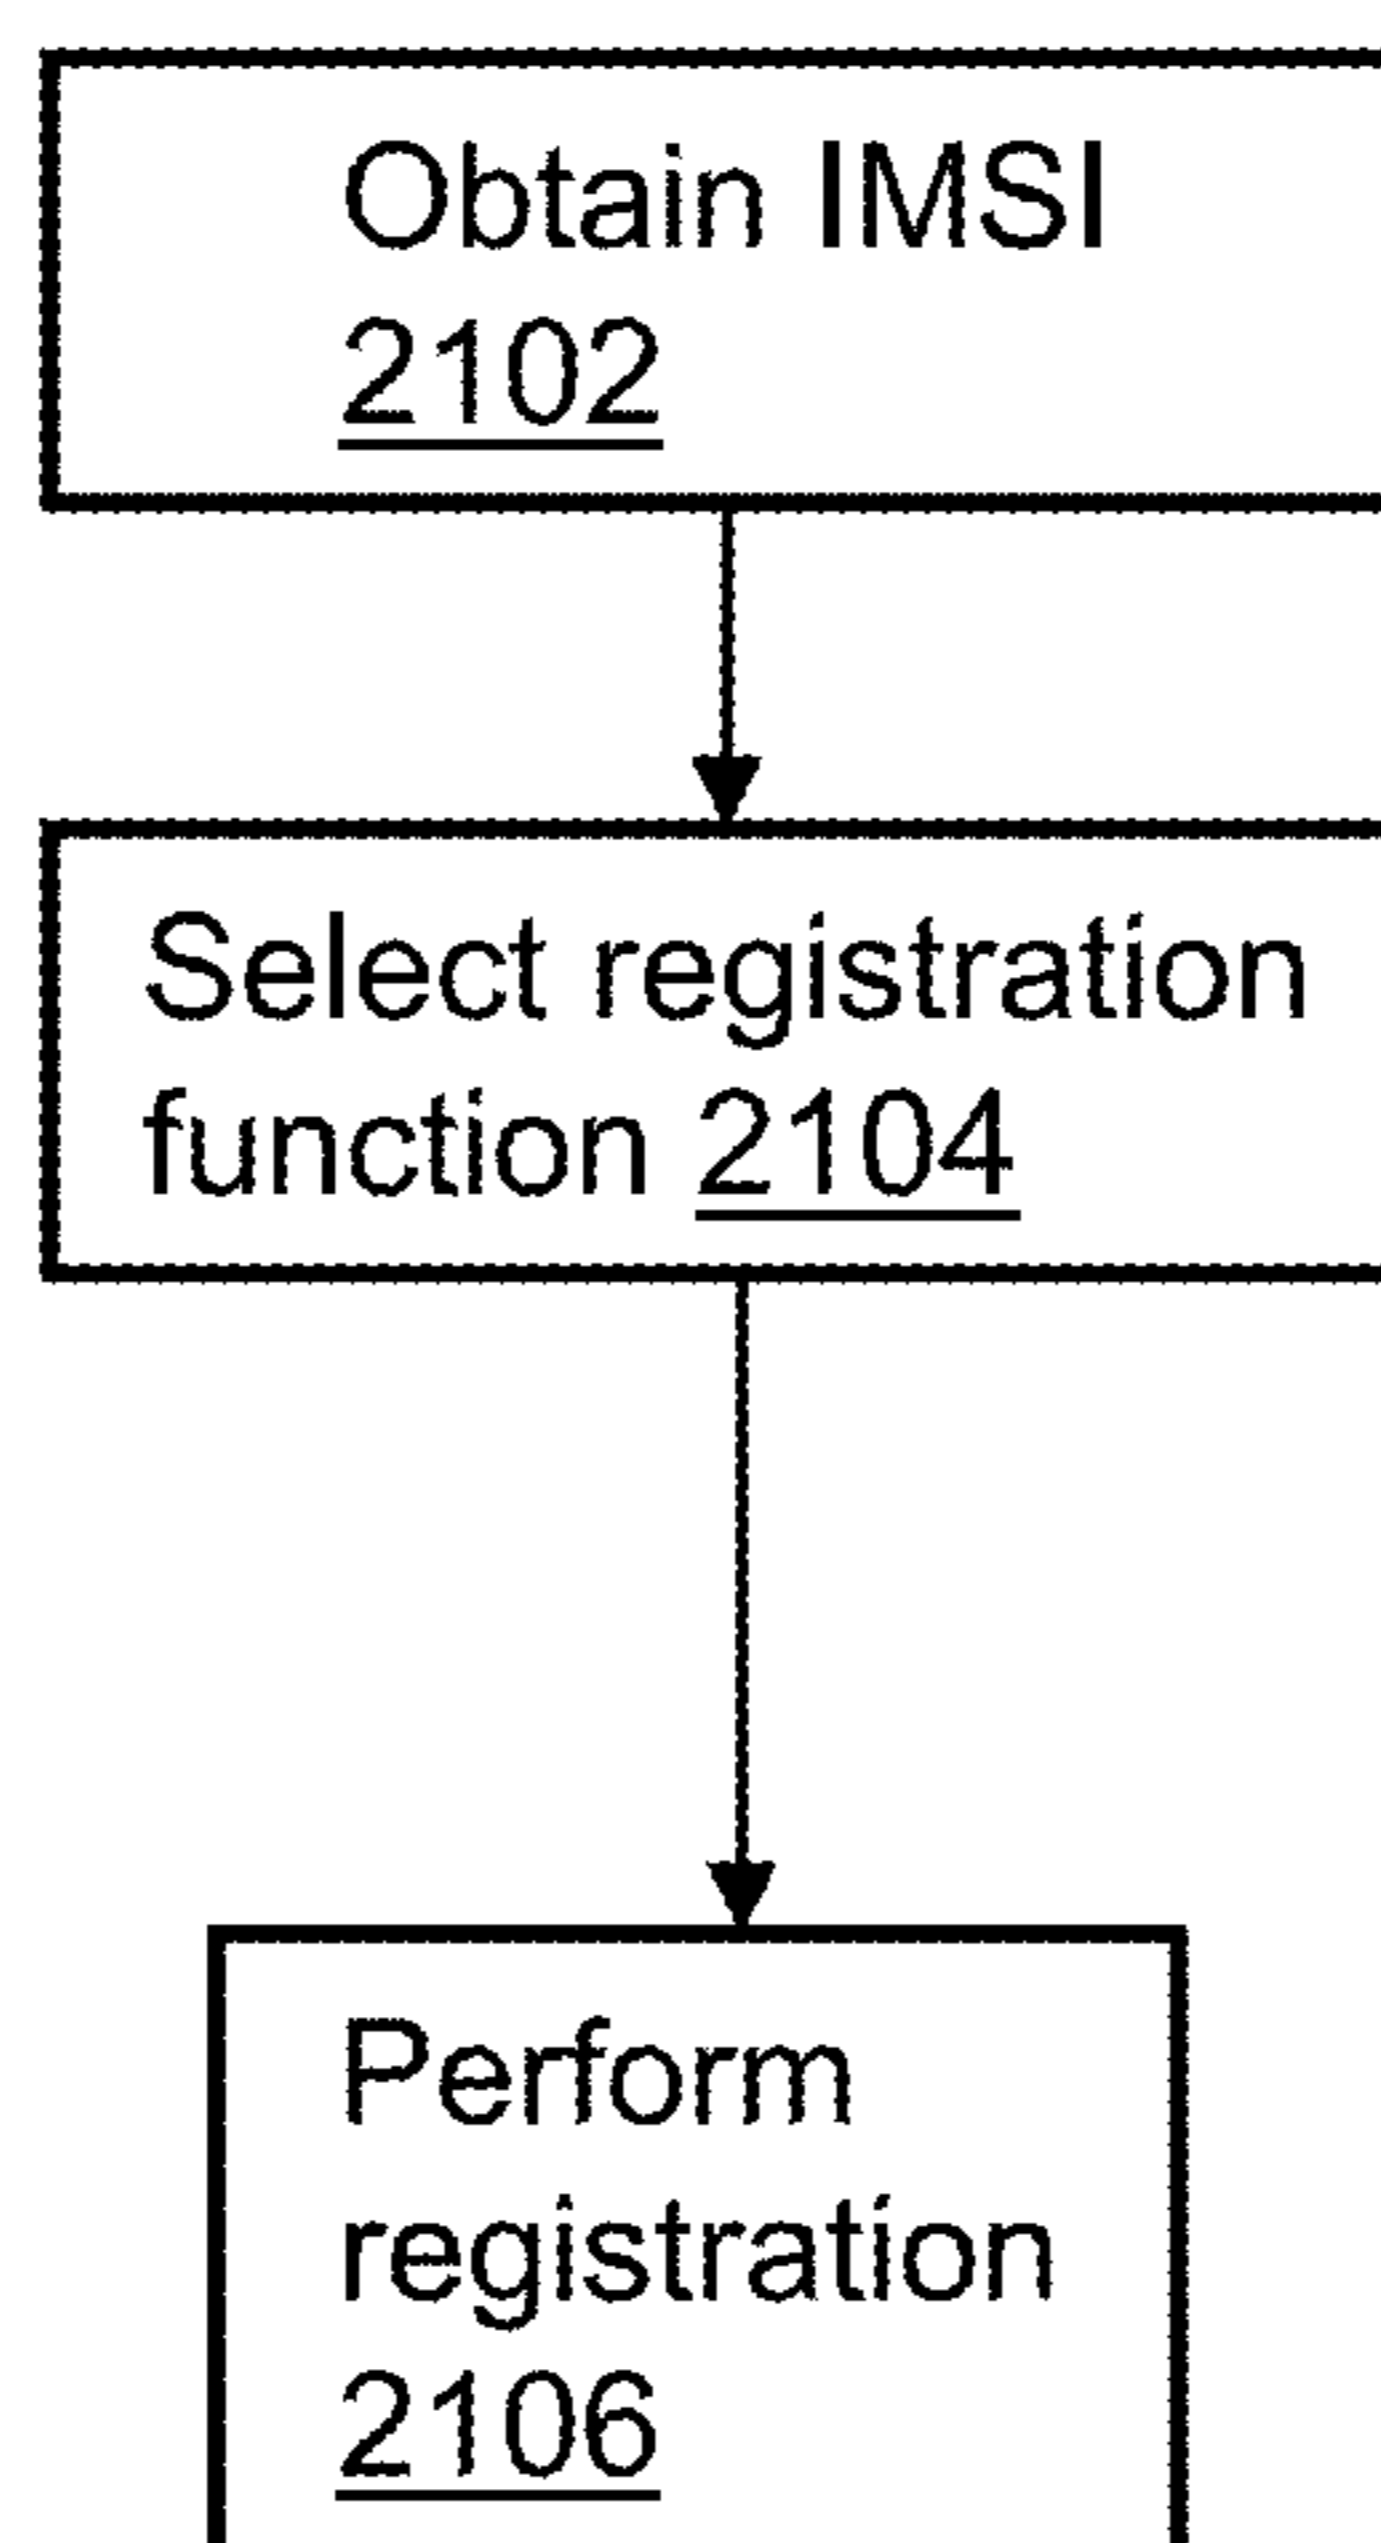 Obtain IMSI
2102
Select registration
function 2104
Perform
registration
2106